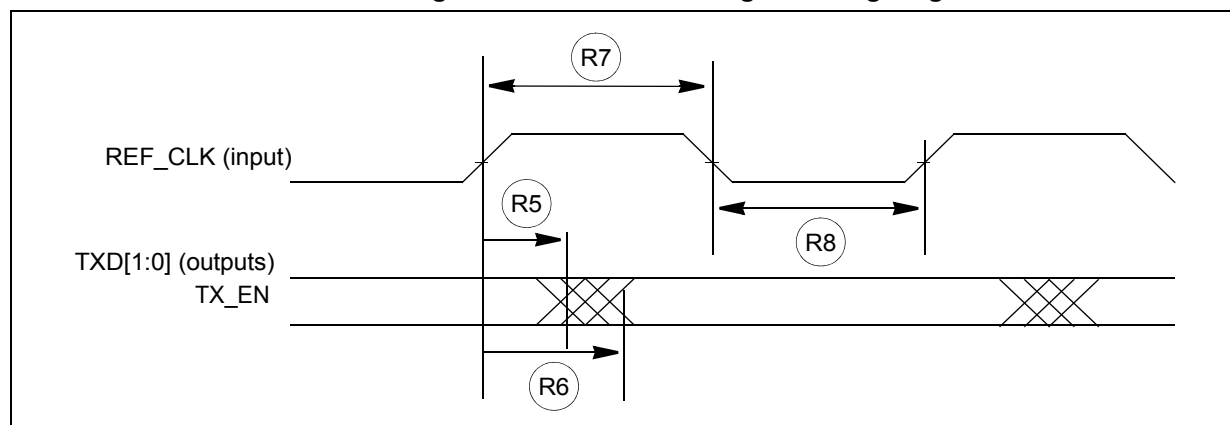 R7
REF_CLK (input)
R5
R8
TXD[1:0] (outputs)
TX_EN
R6